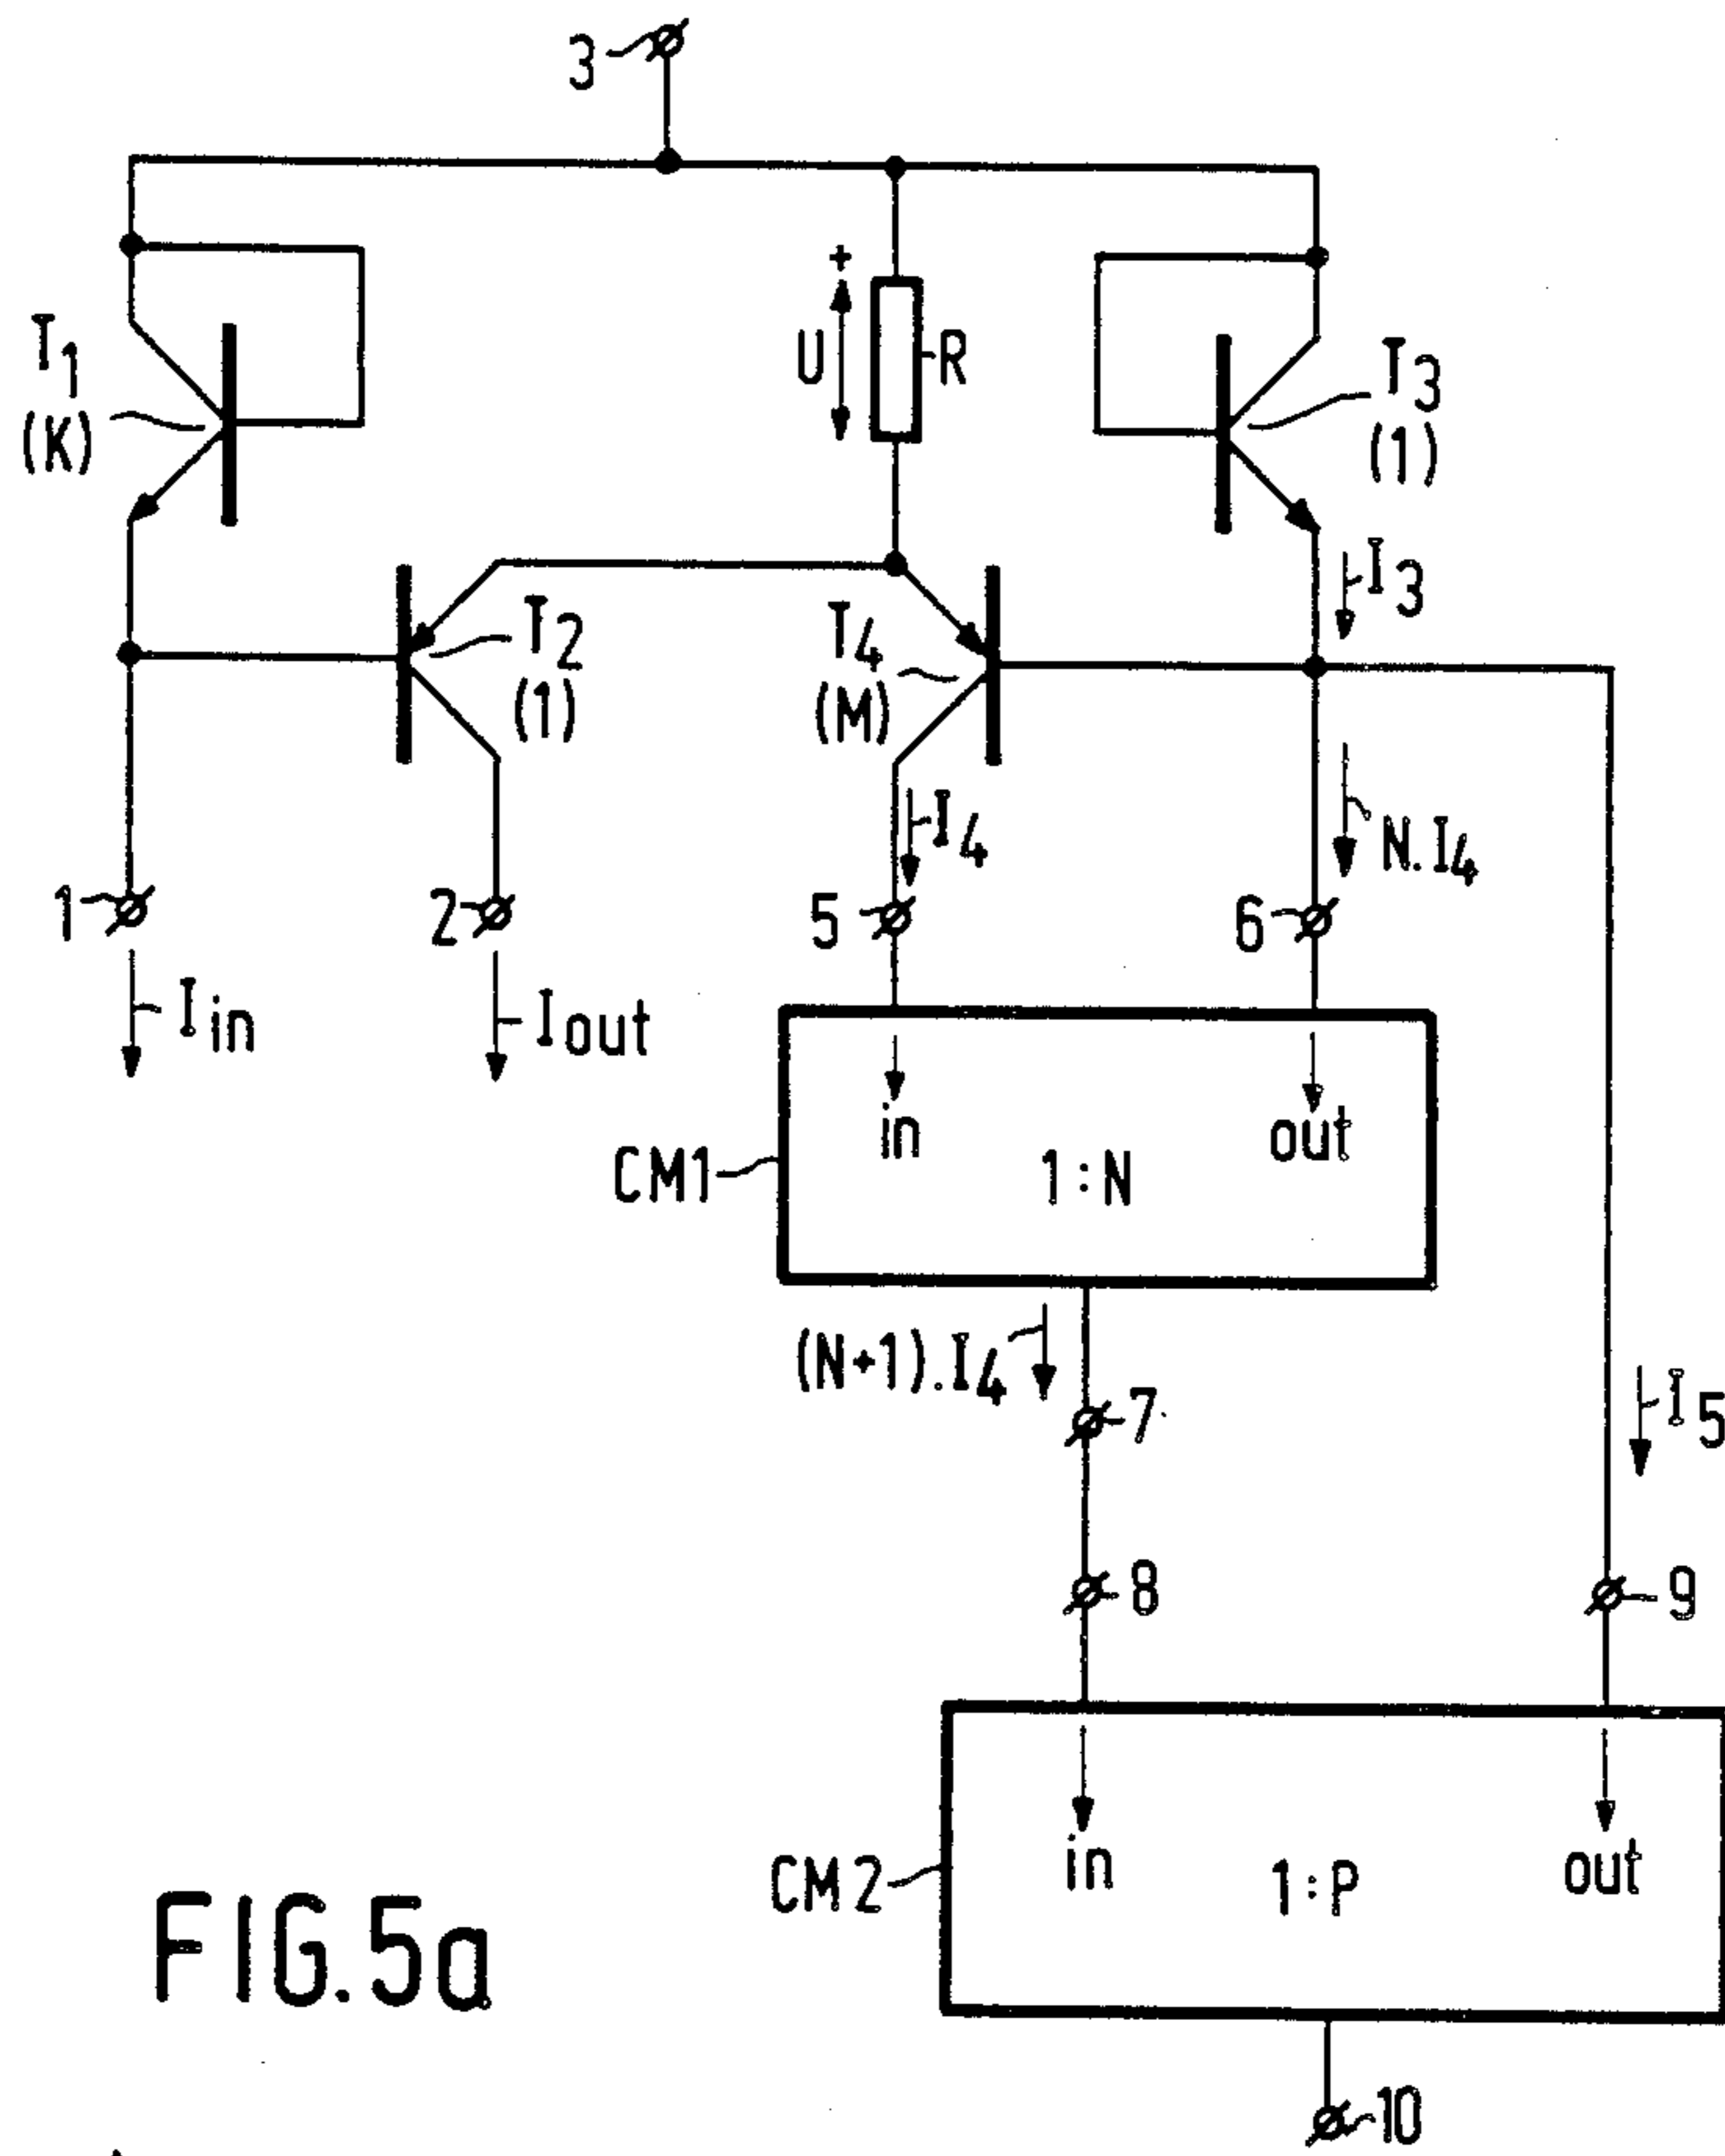 3
+
U
R
T1
(K)
T3
(1)
I3
T2
(1)
T4
(M)
I4
N.I4
1
2
5
6
Iin
Iout
in
out
CM1
1:N
(N+1).I4
7
I5
8
9
in
out
CM2
1:P
FIG.5a
10